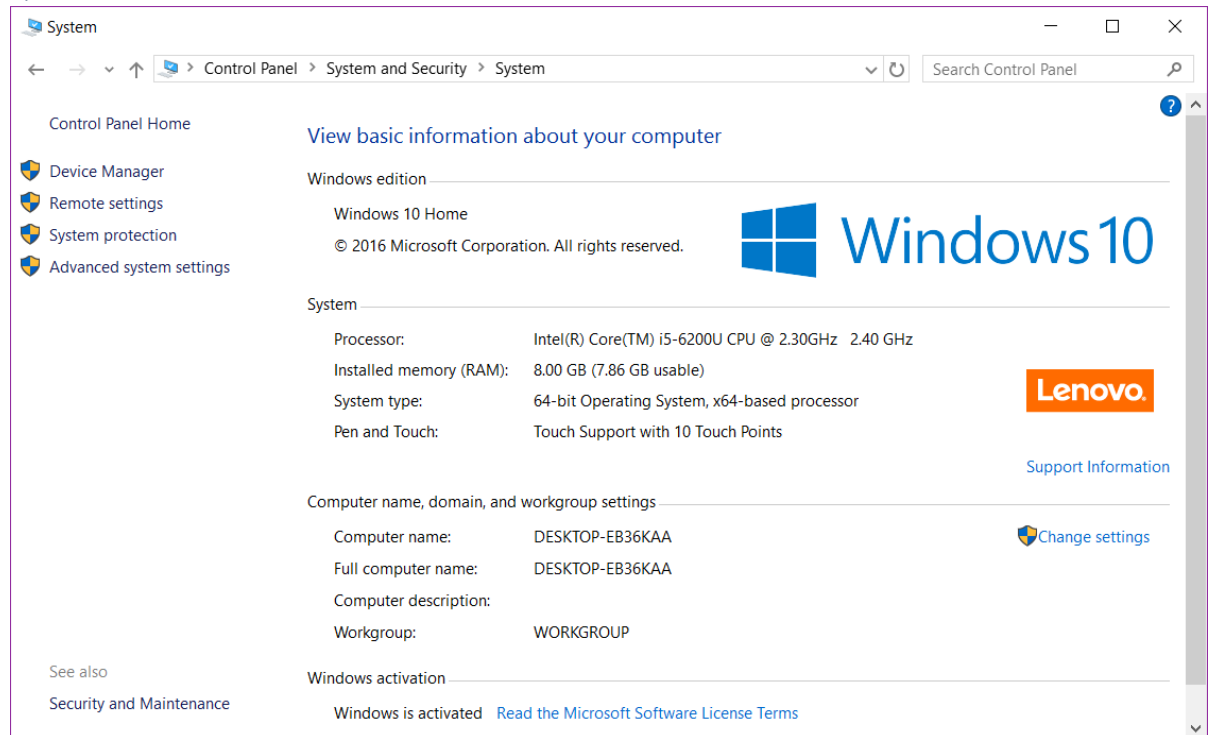 System
Control Panel > System and Security > System
Search Control Panel
?
Control Panel Home
Device Manager
Remote settings
System protection
Advanced system settings
See also
Security and Maintenance
View basic information about your computer
Windows edition
Windows 10 Home
© 2016 Microsoft Corporation. All rights reserved.
Windows 10
System
Processor: Intel(R) Core(TM) i5-6200U CPU @ 2.30GHz 2.40 GHz
Installed memory (RAM): 8.00 GB (7.86 GB usable)
System type: 64-bit Operating System, x64-based processor
Pen and Touch: Touch Support with 10 Touch Points
Lenovo.
Support Information
Computer name, domain, and workgroup settings
Computer name: DESKTOP-EB36KAA
Change settings
Full computer name: DESKTOP-EB36KAA
Computer description:
Workgroup: WORKGROUP
Windows activation
Windows is activated Read the Microsoft Software License Terms